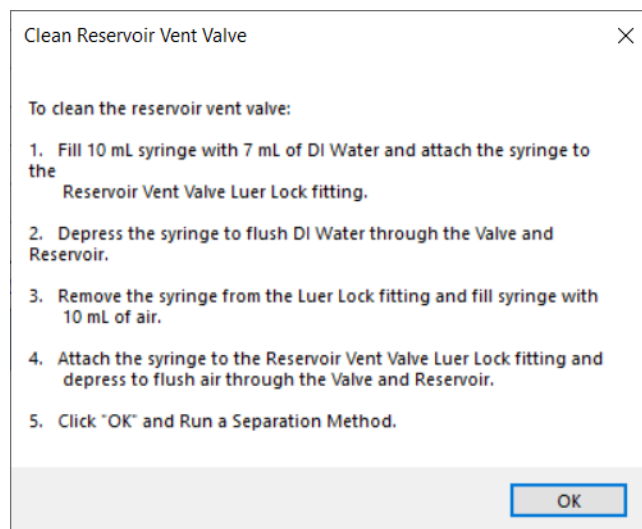 Clean Reservoir Vent Valve
To clean the reservoir vent valve:
1. Fill 10 mL syringe with 7 mL of DI Water and attach the syringe to
the
Reservoir Vent Valve Luer Lock fitting.
2. Depress the syringe to flush DI Water through the Valve and
Reservoir.
3. Remove the syringe from the Luer Lock fitting and fill syringe with
10 mL of air.
4. Attach the syringe to the Reservoir Vent Valve Luer Lock fitting and
depress to flush air through the Valve and Reservoir.
5. Click "OK" and Run a Separation Method.
OK